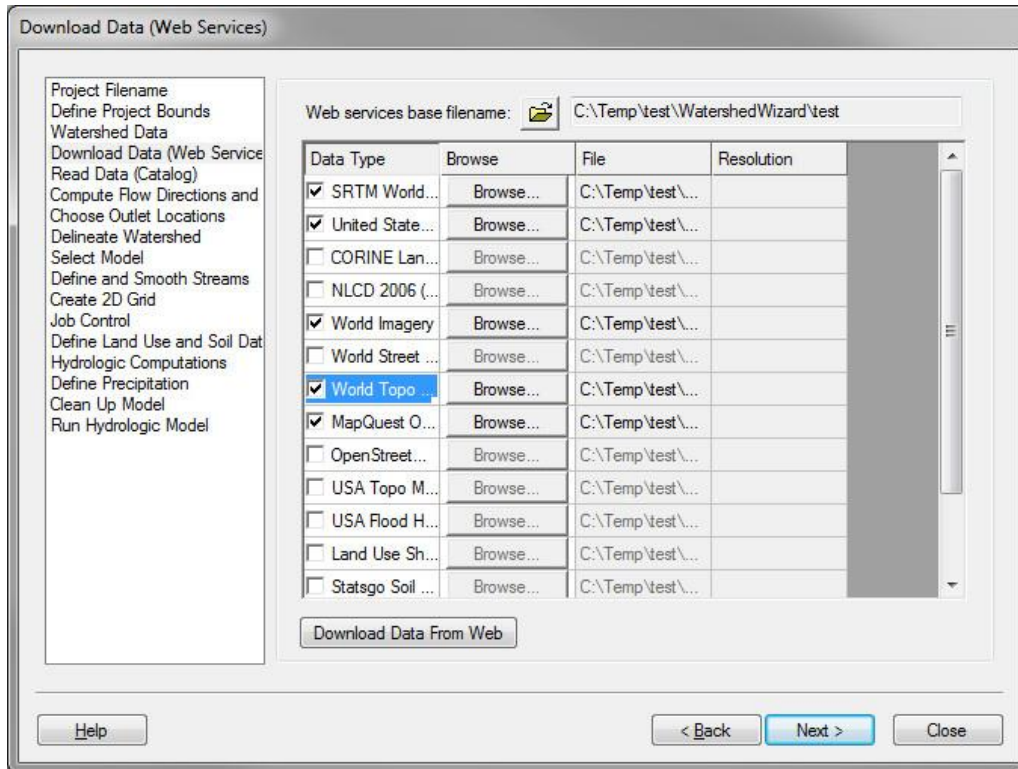 Download Data (Web Services)
Project Filename
Define Project Bounds
Watershed Data
Download Data (Web Service
Read Data (Catalog)
Compute Flow Directions and
Choose Outlet Locations
Delineate Watershed
Select Model
Define and Smooth Streams
Create 2D Grid
Job Control
Define Land Use and Soil Dat
Hydrologic Computations
Define Precipitation
Clean Up Model
Run Hydrologic Model
Web services base filename: C:\Temp\test\WatershedWizard\test
Data Type Browse File Resolution
SRTM World... Browse... C:\Temp\test\...
United State... Browse... C:\Temp\test\...
CORINE Lan... Browse... C:\Temp\test\...
NLCD 2006 (... Browse... C:\Temp\test\...
World Imagery Browse... C:\Temp\test\...
World Street ... Browse... C:\Temp\test\...
World Topo ... Browse... C:\Temp\test\...
MapQuest O... Browse... C:\Temp\test\...
OpenStreet... Browse... C:\Temp\test\...
USA Topo M... Browse... C:\Temp\test\...
USA Flood H... Browse... C:\Temp\test\...
Land Use Sh... Browse... C:\Temp\test\...
Statsgo Soil ... Browse... C:\Temp\test\...
Download Data From Web
Help < Back Next > Close